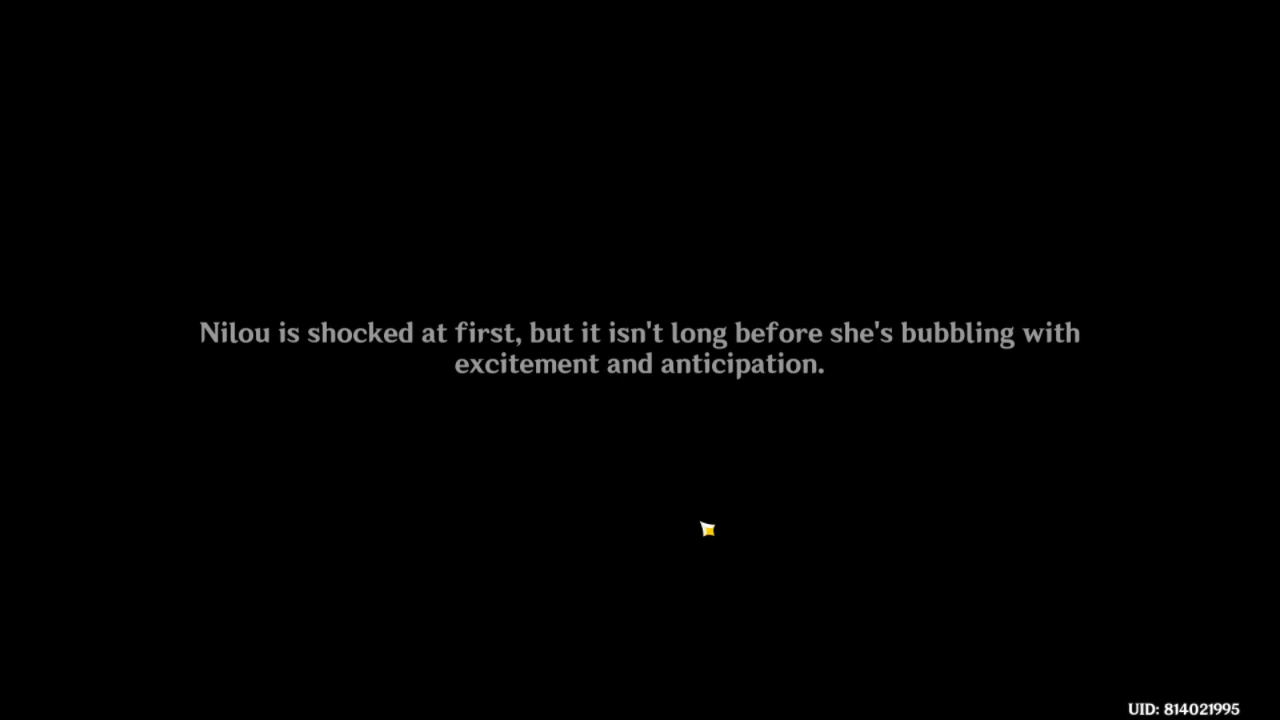 Nilou is shocked at first, but it isn't long before she's bubbling with
excitement and anticipation.
UID: 814021995